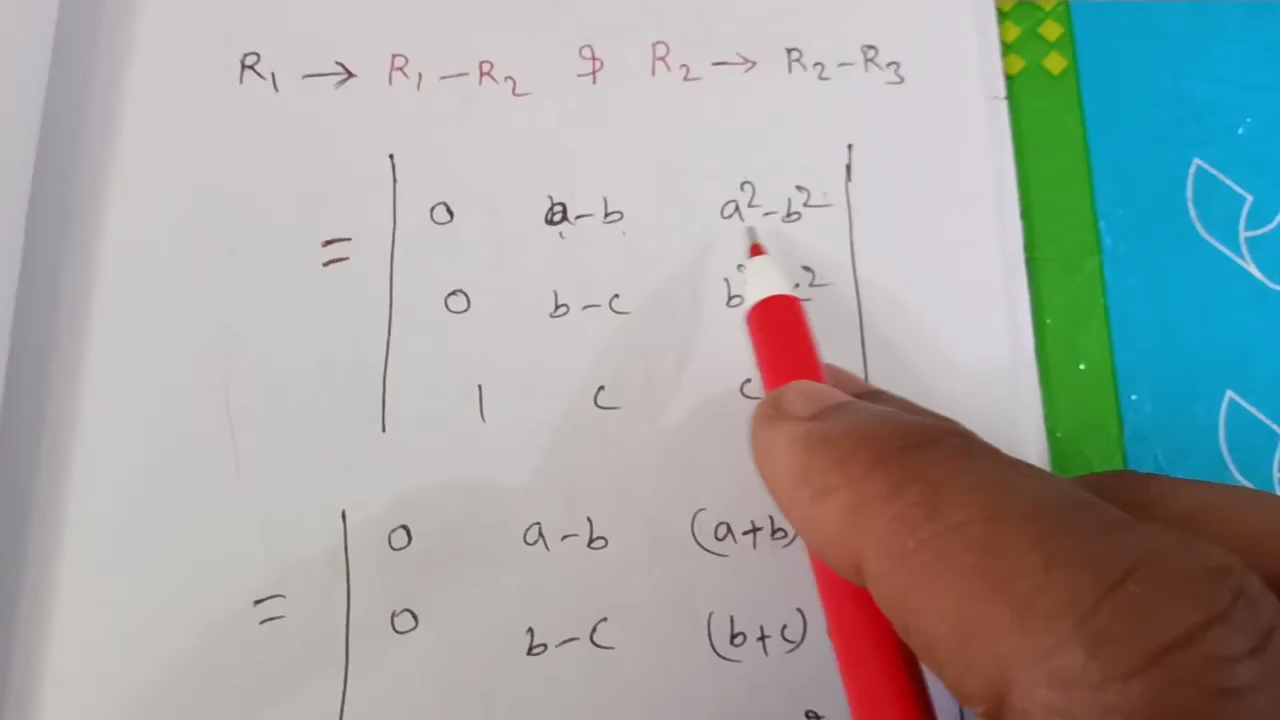 R₁ → R₁ - R₂ & R₂ → R₂ - R₃
= | 0 a-b a²-b² |
0 b-c b
1 c c
= | 0 a-b (a+b)
0 b-c (b+c)